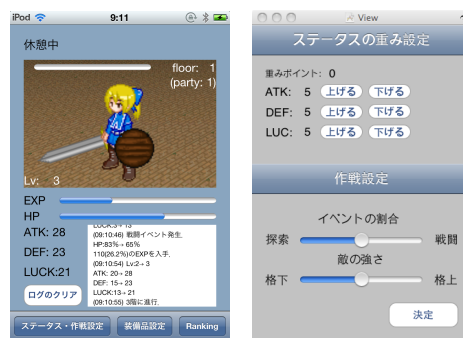 iPod 9:11
休憩中
floor: 1
(party: 1)
Lv: 3
EXP
HP
ATK: 28
DEF: 23
LUCK:21
ログのクリア
LUCK:3→ 13
(09:10:46) 戦闘イベント発生.
HP:83%→ 65%
110(26.2%)のEXPを入手.
(09:10:54) Lv:2→ 3
ATK: 20→ 28
DEF: 15→ 23
LUCK:13→ 21
(09:10:55) 3階に進行.
ステータス・作戦設定 装備品設定 Ranking
View
ステータスの重み設定
重みポイント: 0
ATK: 5 上げる 下げる
DEF: 5 上げる 下げる
LUC: 5 上げる 下げる
作戦設定
イベントの割合
探索 戦闘
敵の強さ
格下 格上
決定